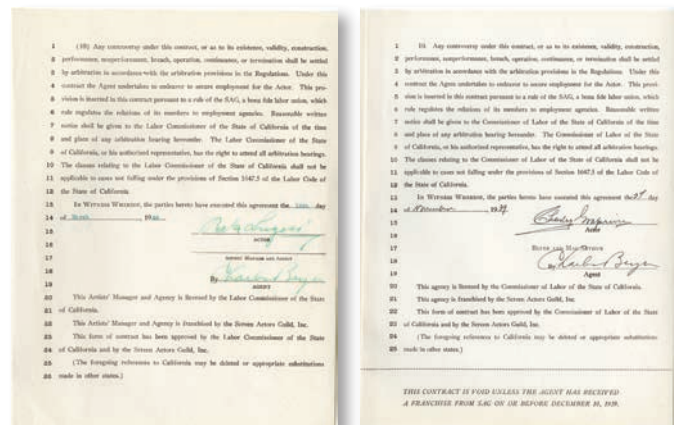 1 (10) Any controversy under this contract, or as to its existence, validity, construction,
2 performance, nonperformance, breach, operation, continuance, or termination shall be settled
3 by arbitration in accordance with the arbitration provisions in the Regulations. Under this
4 contract the Agent undertakes to endeavor to secure employment for the Actor. This pro-
5 vision is inserted in this contract pursuant to a rule of the SAG, a bona fide labor union, which
6 rule regulates the relations of its members to employment agencies. Reasonable written
7 notice shall be given to the Labor Commissioner of the State of California of the time
8 and place of any arbitration hearing hereunder. The Labor Commissioner of the State
9 of California, or his authorized representative, has the right to attend all arbitration hearings.
10 The clauses relating to the Labor Commissioner of the State of California shall not be
11 applicable to cases not falling under the provisions of Section 1647.5 of the Labor Code of
12 the State of California.
13 In Witness Whereof, the parties hereto have executed this agreement the day
14 of , 19
15
16 ACTOR
17
18
19 By Charles Beyer
AGENT
20 This Artists' Manager and Agency is licensed by the Labor Commissioner of the State
21 of California.
22 This Artists' Manager and Agency is franchised by the Screen Actors Guild, Inc.
23 This form of contract has been approved by the Labor Commissioner of the State
24 of California and by the Screen Actors Guild, Inc.
25 (The foregoing references to California may be deleted or appropriate substitutions
26 made in other states.)
1 10. Any controversy under this contract, or as to its existence, validity, construction,
2 performance, nonperformance, breach, operation, continuance, or termination shall be settled
3 by arbitration in accordance with the arbitration provisions in the Regulations. Under this
4 contract the Agent undertakes to endeavor to secure employment for the Actor. This provi-
5 sion is inserted in this contract pursuant to a rule of the SAG, a bona fide labor union, which
6 rule regulates the relations of its members to employment agencies. Reasonable written
7 notice shall be given to the Commissioner of Labor of the State of California of the time
8 and place of any arbitration hearing hereunder. The Commissioner of Labor of the State
9 of California, or his authorized representative, has the right to attend all arbitration hearings.
10 The clauses relating to the Commissioner of Labor of the State of California shall not be
11 applicable to cases not falling under the provisions of Section 1647.5 of the Labor Code of
12 the State of California.
13 In Witness Whereof, the parties hereto have executed this agreement the 27 day
14 of November , 1939
15
16 Actor
17
18 Charles Beyer
19 Agent
20 This agency is licensed by the Commissioner of Labor of the State of California.
21 This agency is franchised by the Screen Actors Guild, Inc.
22 This form of contract has been approved by the Commissioner of Labor of the State
23 of California and by the Screen Actors Guild, Inc.
24 (The foregoing references to California may be deleted or appropriate substitutions
25 made in other states.)
THIS CONTRACT IS VOID UNLESS THE AGENT HAS RECEIVED
A FRANCHISE FROM SAG ON OR BEFORE DECEMBER 10, 1939.